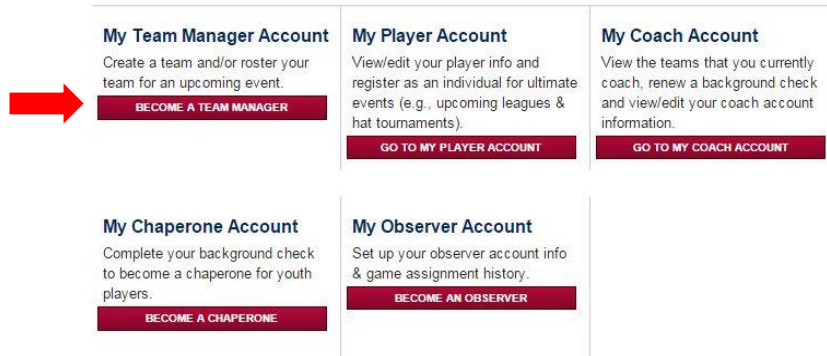 My Team Manager Account
Create a team and/or roster your
team for an upcoming event.
BECOME A TEAM MANAGER
My Player Account
View/edit your player info and
register as an individual for ultimate
events (e.g., upcoming leagues &
hat tournaments).
GO TO MY PLAYER ACCOUNT
My Coach Account
View the teams that you currently
coach, renew a background check
and view/edit your coach account
information.
GO TO MY COACH ACCOUNT
My Chaperone Account
Complete your background check
to become a chaperone for youth
players.
BECOME A CHAPERONE
My Observer Account
Set up your observer account info
& game assignment history.
BECOME AN OBSERVER